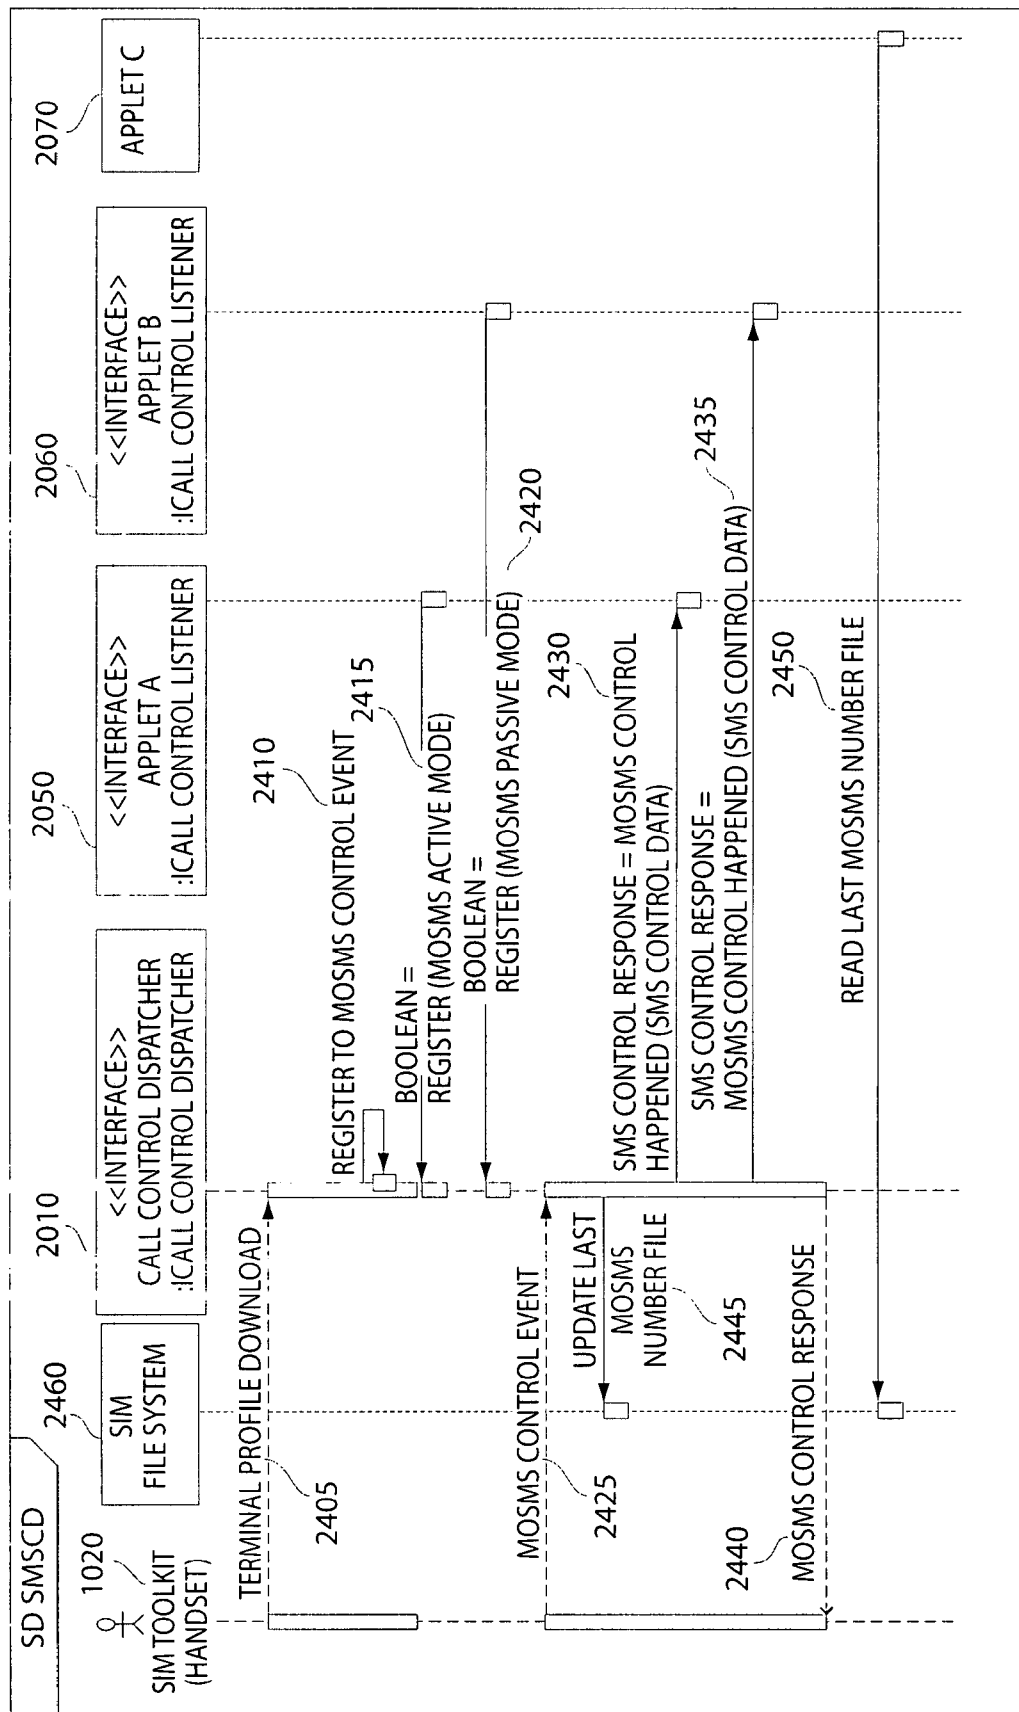 SD SMSCD
1020
SIM TOOLKIT
(HANDSET)
2460
SIM
FILE SYSTEM
2010
<<INTERFACE>>
CALL CONTROL DISPATCHER
:ICALL CONTROL DISPATCHER
2050
<<INTERFACE>>
APPLET A
:ICALL CONTROL LISTENER
2060
<<INTERFACE>>
APPLET B
:ICALL CONTROL LISTENER
2070
APPLET C
TERMINAL PROFILE DOWNLOAD
2405
REGISTER TO MOSMS CONTROL EVENT
2410
BOOLEAN =
REGISTER (MOSMS ACTIVE MODE)
2415
BOOLEAN =
REGISTER (MOSMS PASSIVE MODE)
2420
MOSMS CONTROL EVENT
2425
UPDATE LAST
MOSMS
NUMBER FILE
2445
SMS CONTROL RESPONSE = MOSMS CONTROL
HAPPENED (SMS CONTROL DATA)
2430
SMS CONTROL RESPONSE =
MOSMS CONTROL HAPPENED (SMS CONTROL DATA)
2435
MOSMS CONTROL RESPONSE
2440
READ LAST MOSMS NUMBER FILE
2450